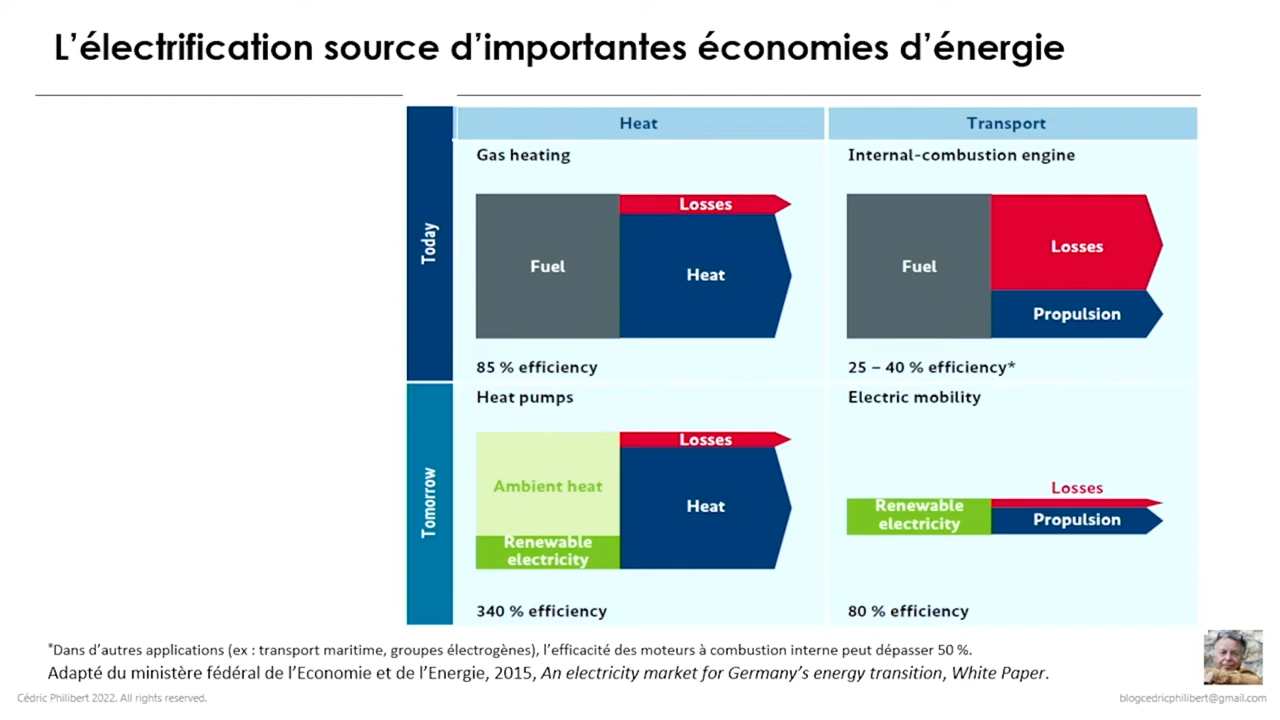 L’électrification source d’importantes économies d’énergie
Heat
Transport
Today
Gas heating
Fuel
Losses
Heat
85 % efficiency
Internal-combustion engine
Fuel
Losses
Propulsion
25 – 40 % efficiency*
Tomorrow
Heat pumps
Ambient heat
Renewable
electricity
Losses
Heat
340 % efficiency
Electric mobility
Renewable
electricity
Losses
Propulsion
80 % efficiency
*Dans d’autres applications (ex : transport maritime, groupes électrogènes), l’efficacité des moteurs à combustion interne peut dépasser 50 %.
Adapté du ministère fédéral de l’Economie et de l’Energie, 2015, An electricity market for Germany’s energy transition, White Paper.
Cédric Philibert 2022. All rights reserved.
blogcedricphilibert@gmail.com